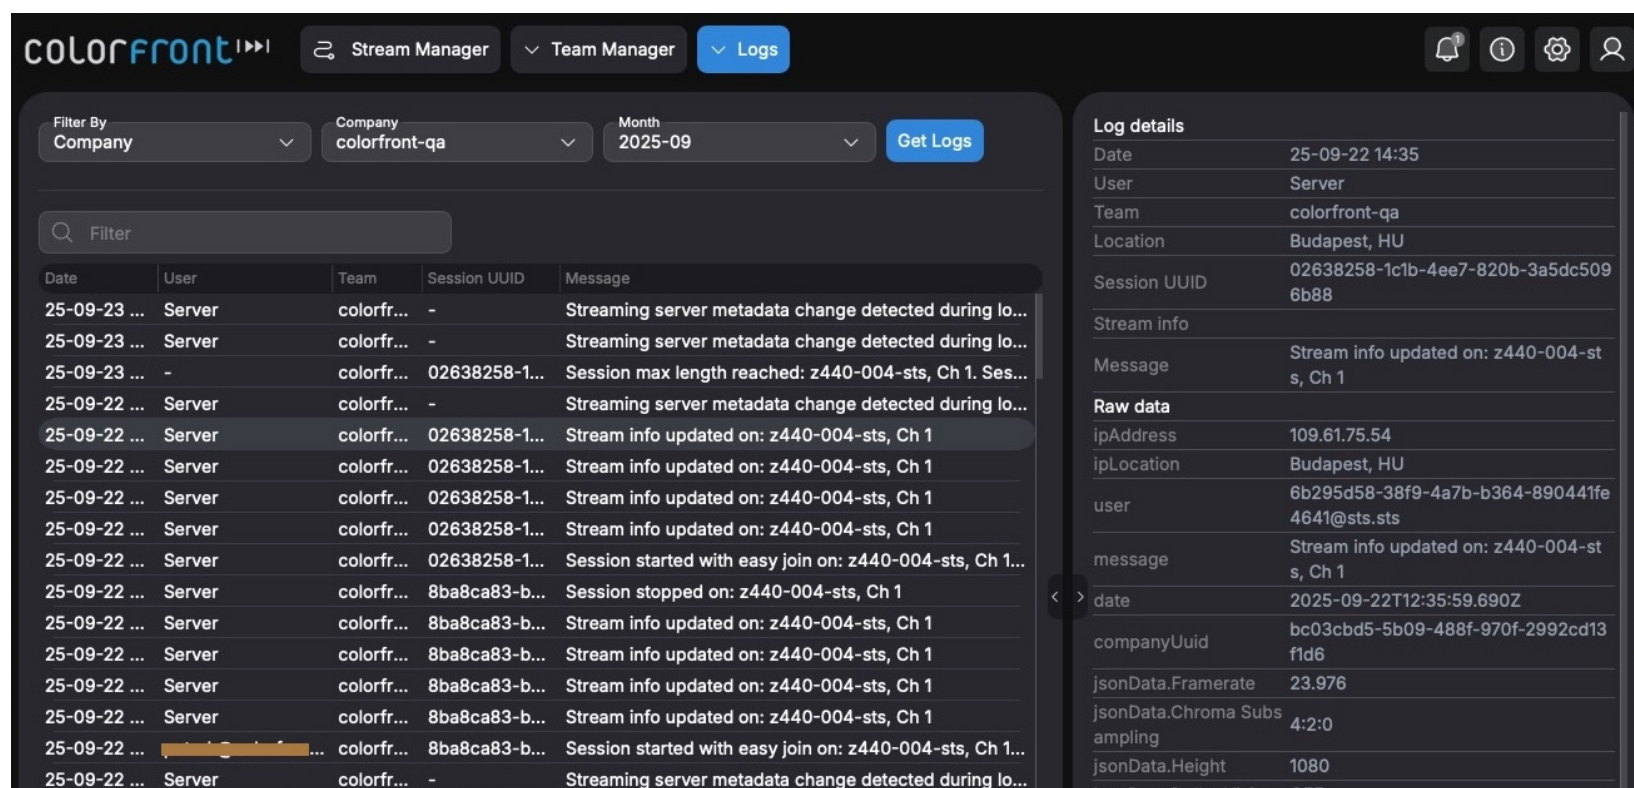 colorfront
Stream Manager
Team Manager
Logs
1
Filter By
Company
Company
colorfront-qa
Month
2025-09
Get Logs
Filter
Date User Team Session UUID Message
25-09-23 ... Server colorfr... - Streaming server metadata change detected during lo...
25-09-23 ... Server colorfr... - Streaming server metadata change detected during lo...
25-09-23 ... - colorfr... 02638258-1... Session max length reached: z440-004-sts, Ch 1. Ses...
25-09-22 ... Server colorfr... - Streaming server metadata change detected during lo...
25-09-22 ... Server colorfr... 02638258-1... Stream info updated on: z440-004-sts, Ch 1
25-09-22 ... Server colorfr... 02638258-1... Stream info updated on: z440-004-sts, Ch 1
25-09-22 ... Server colorfr... 02638258-1... Stream info updated on: z440-004-sts, Ch 1
25-09-22 ... Server colorfr... 02638258-1... Stream info updated on: z440-004-sts, Ch 1
25-09-22 ... Server colorfr... 02638258-1... Session started with easy join on: z440-004-sts, Ch 1...
25-09-22 ... Server colorfr... 8ba8ca83-b... Session stopped on: z440-004-sts, Ch 1
25-09-22 ... Server colorfr... 8ba8ca83-b... Stream info updated on: z440-004-sts, Ch 1
25-09-22 ... Server colorfr... 8ba8ca83-b... Stream info updated on: z440-004-sts, Ch 1
25-09-22 ... Server colorfr... 8ba8ca83-b... Stream info updated on: z440-004-sts, Ch 1
25-09-22 ... Server colorfr... 8ba8ca83-b... Stream info updated on: z440-004-sts, Ch 1
25-09-22 ... ... colorfr... 8ba8ca83-b... Session started with easy join on: z440-004-sts, Ch 1...
25-09-22 ... Server colorfr... - Streaming server metadata change detected during lo...
Log details
Date 25-09-22 14:35
User Server
Team colorfront-qa
Location Budapest, HU
Session UUID 02638258-1c1b-4ee7-820b-3a5dc509
6b88
Stream info
Message Stream info updated on: z440-004-st
s, Ch 1
Raw data
ipAddress 109.61.75.54
ipLocation Budapest, HU
user 6b295d58-38f9-4a7b-b364-890441fe
4641@sts.sts
message Stream info updated on: z440-004-st
s, Ch 1
date 2025-09-22T12:35:59.690Z
companyUuid bc03cbd5-5b09-488f-970f-2992cd13
f1d6
jsonData.Framerate 23.976
jsonData.Chroma Subs
ampling 4:2:0
jsonData.Height 1080